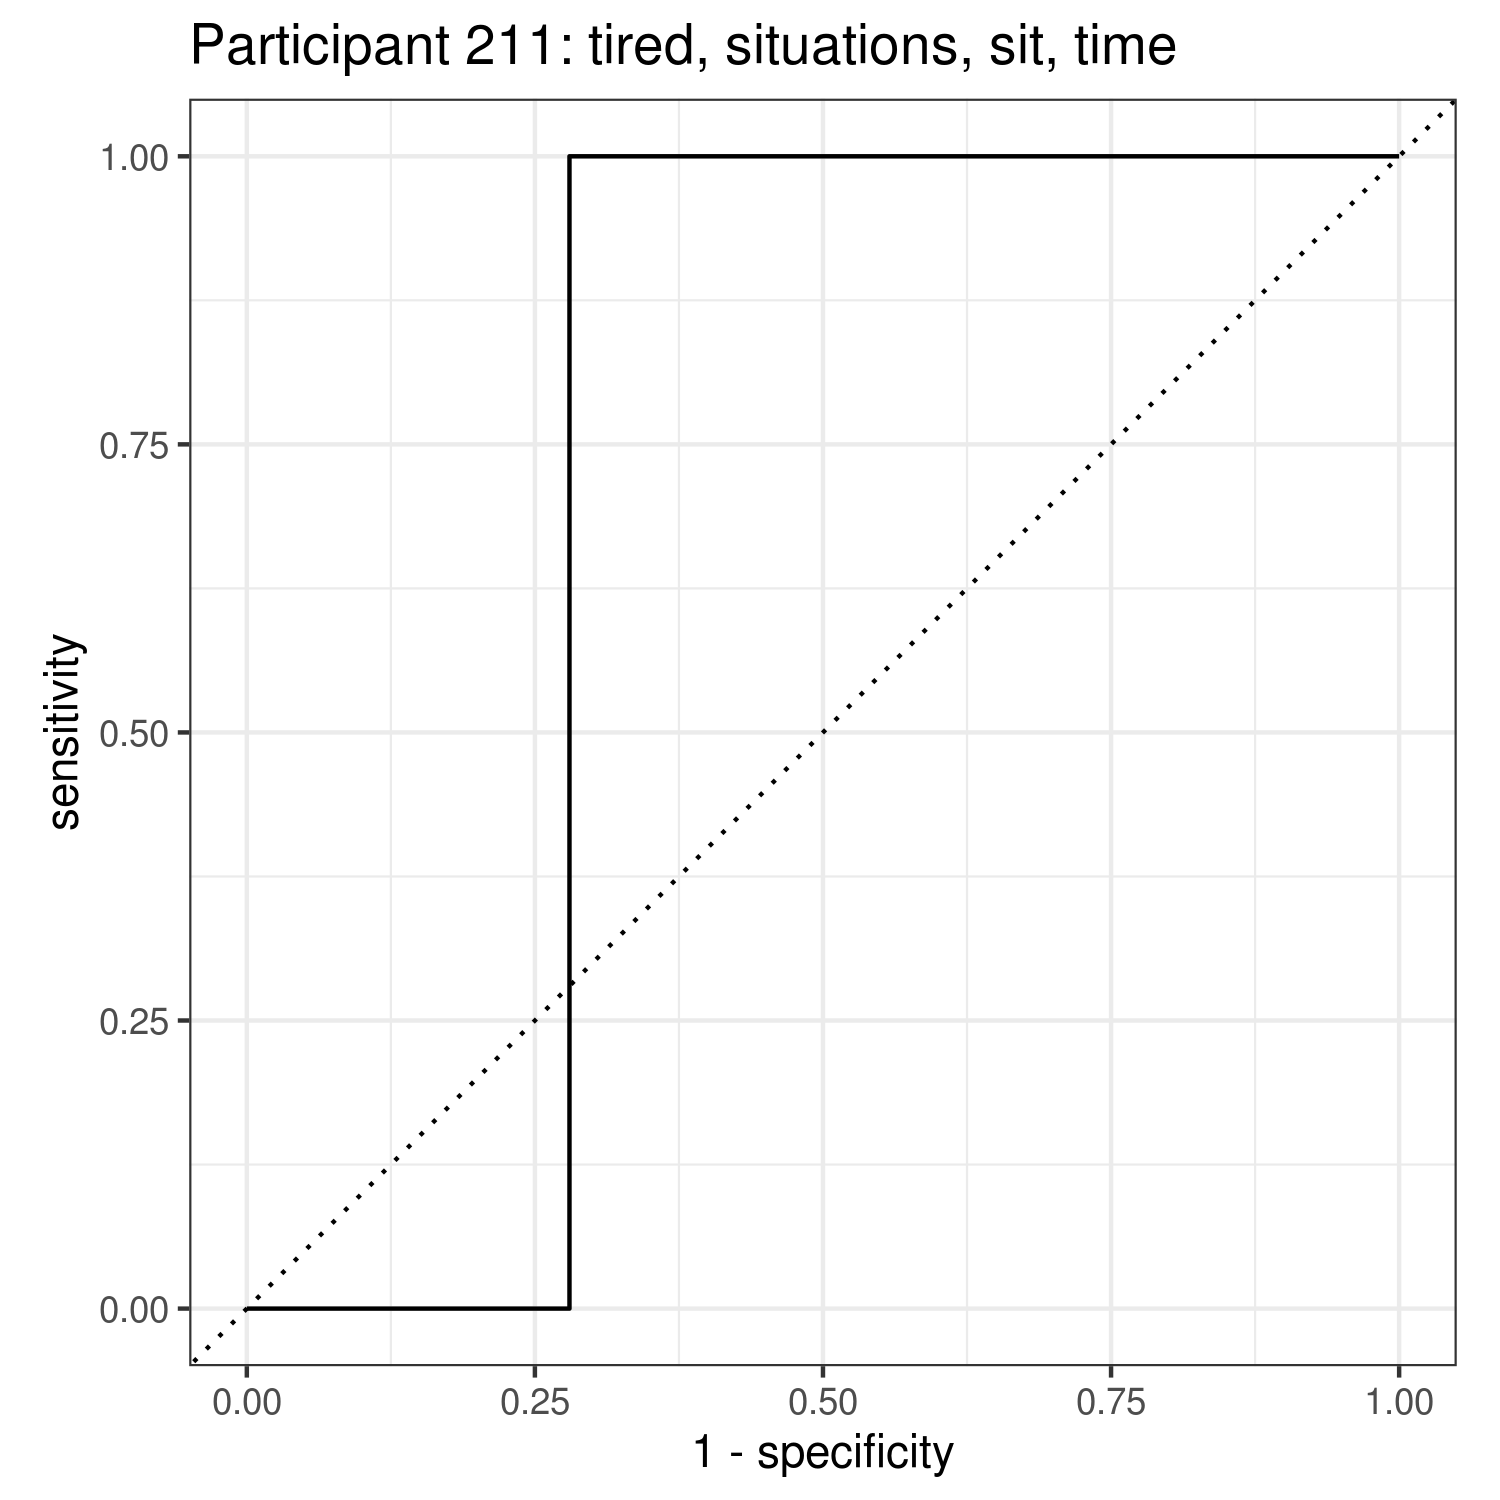 Participant 211: tired, situations, sit, time
1.00
0.75
0.50
0.25
0.00
sensitivity
0.00 0.25 0.50 0.75 1.00
1 - specificity